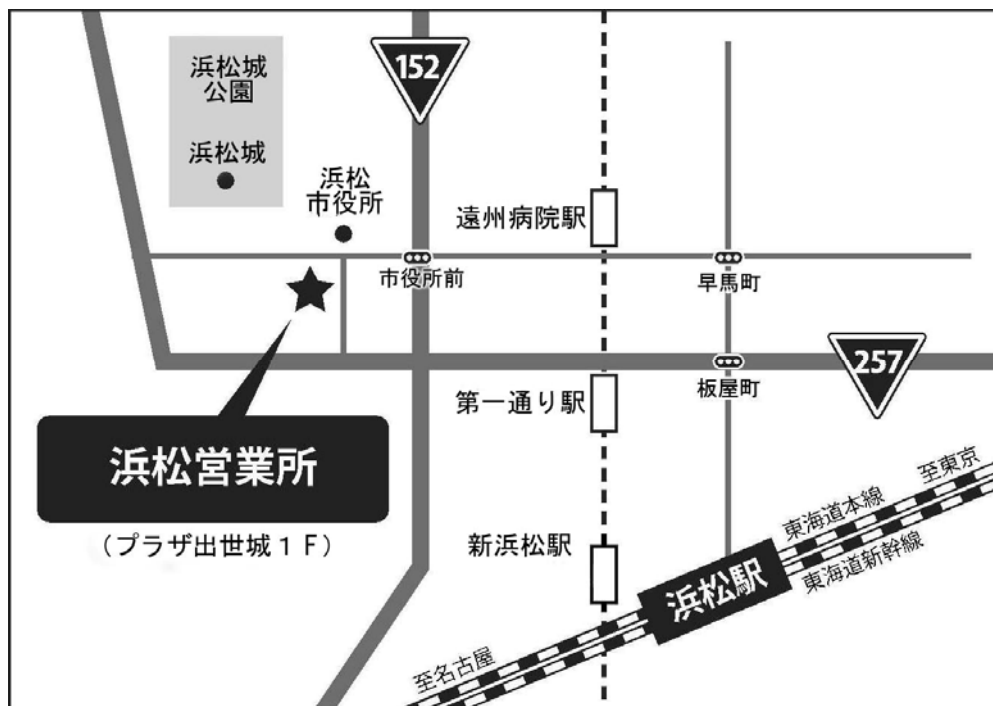 浜松城
公園
152
浜松城
浜松
市役所
遠州病院駅
市役所前
早馬町
257
板屋町
第一通り駅
浜松営業所
（プラザ出世城１Ｆ）
新浜松駅
東海道本線
至東京
東海道新幹線
浜松駅
至名古屋